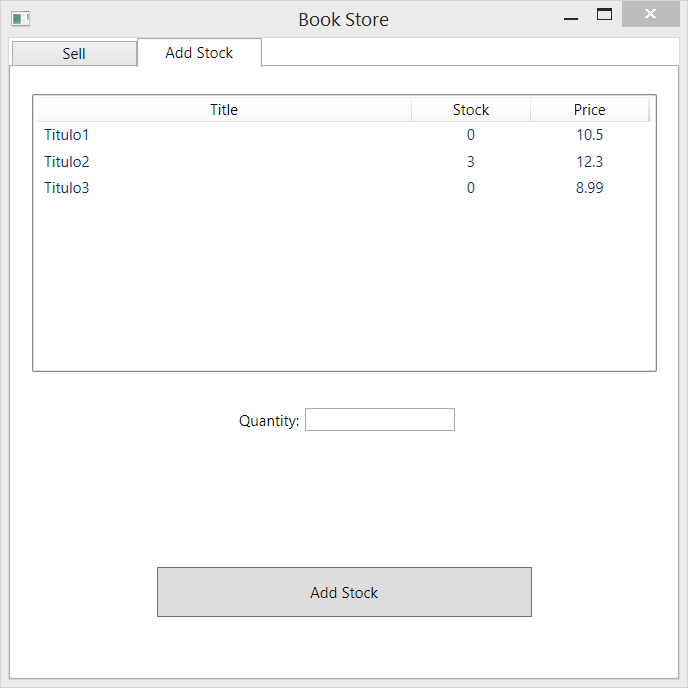 Book Store
Sell Add Stock
Title Stock Price
Titulo1 0 10.5
Titulo2 3 12.3
Titulo3 0 8.99
Quantity:
Add Stock